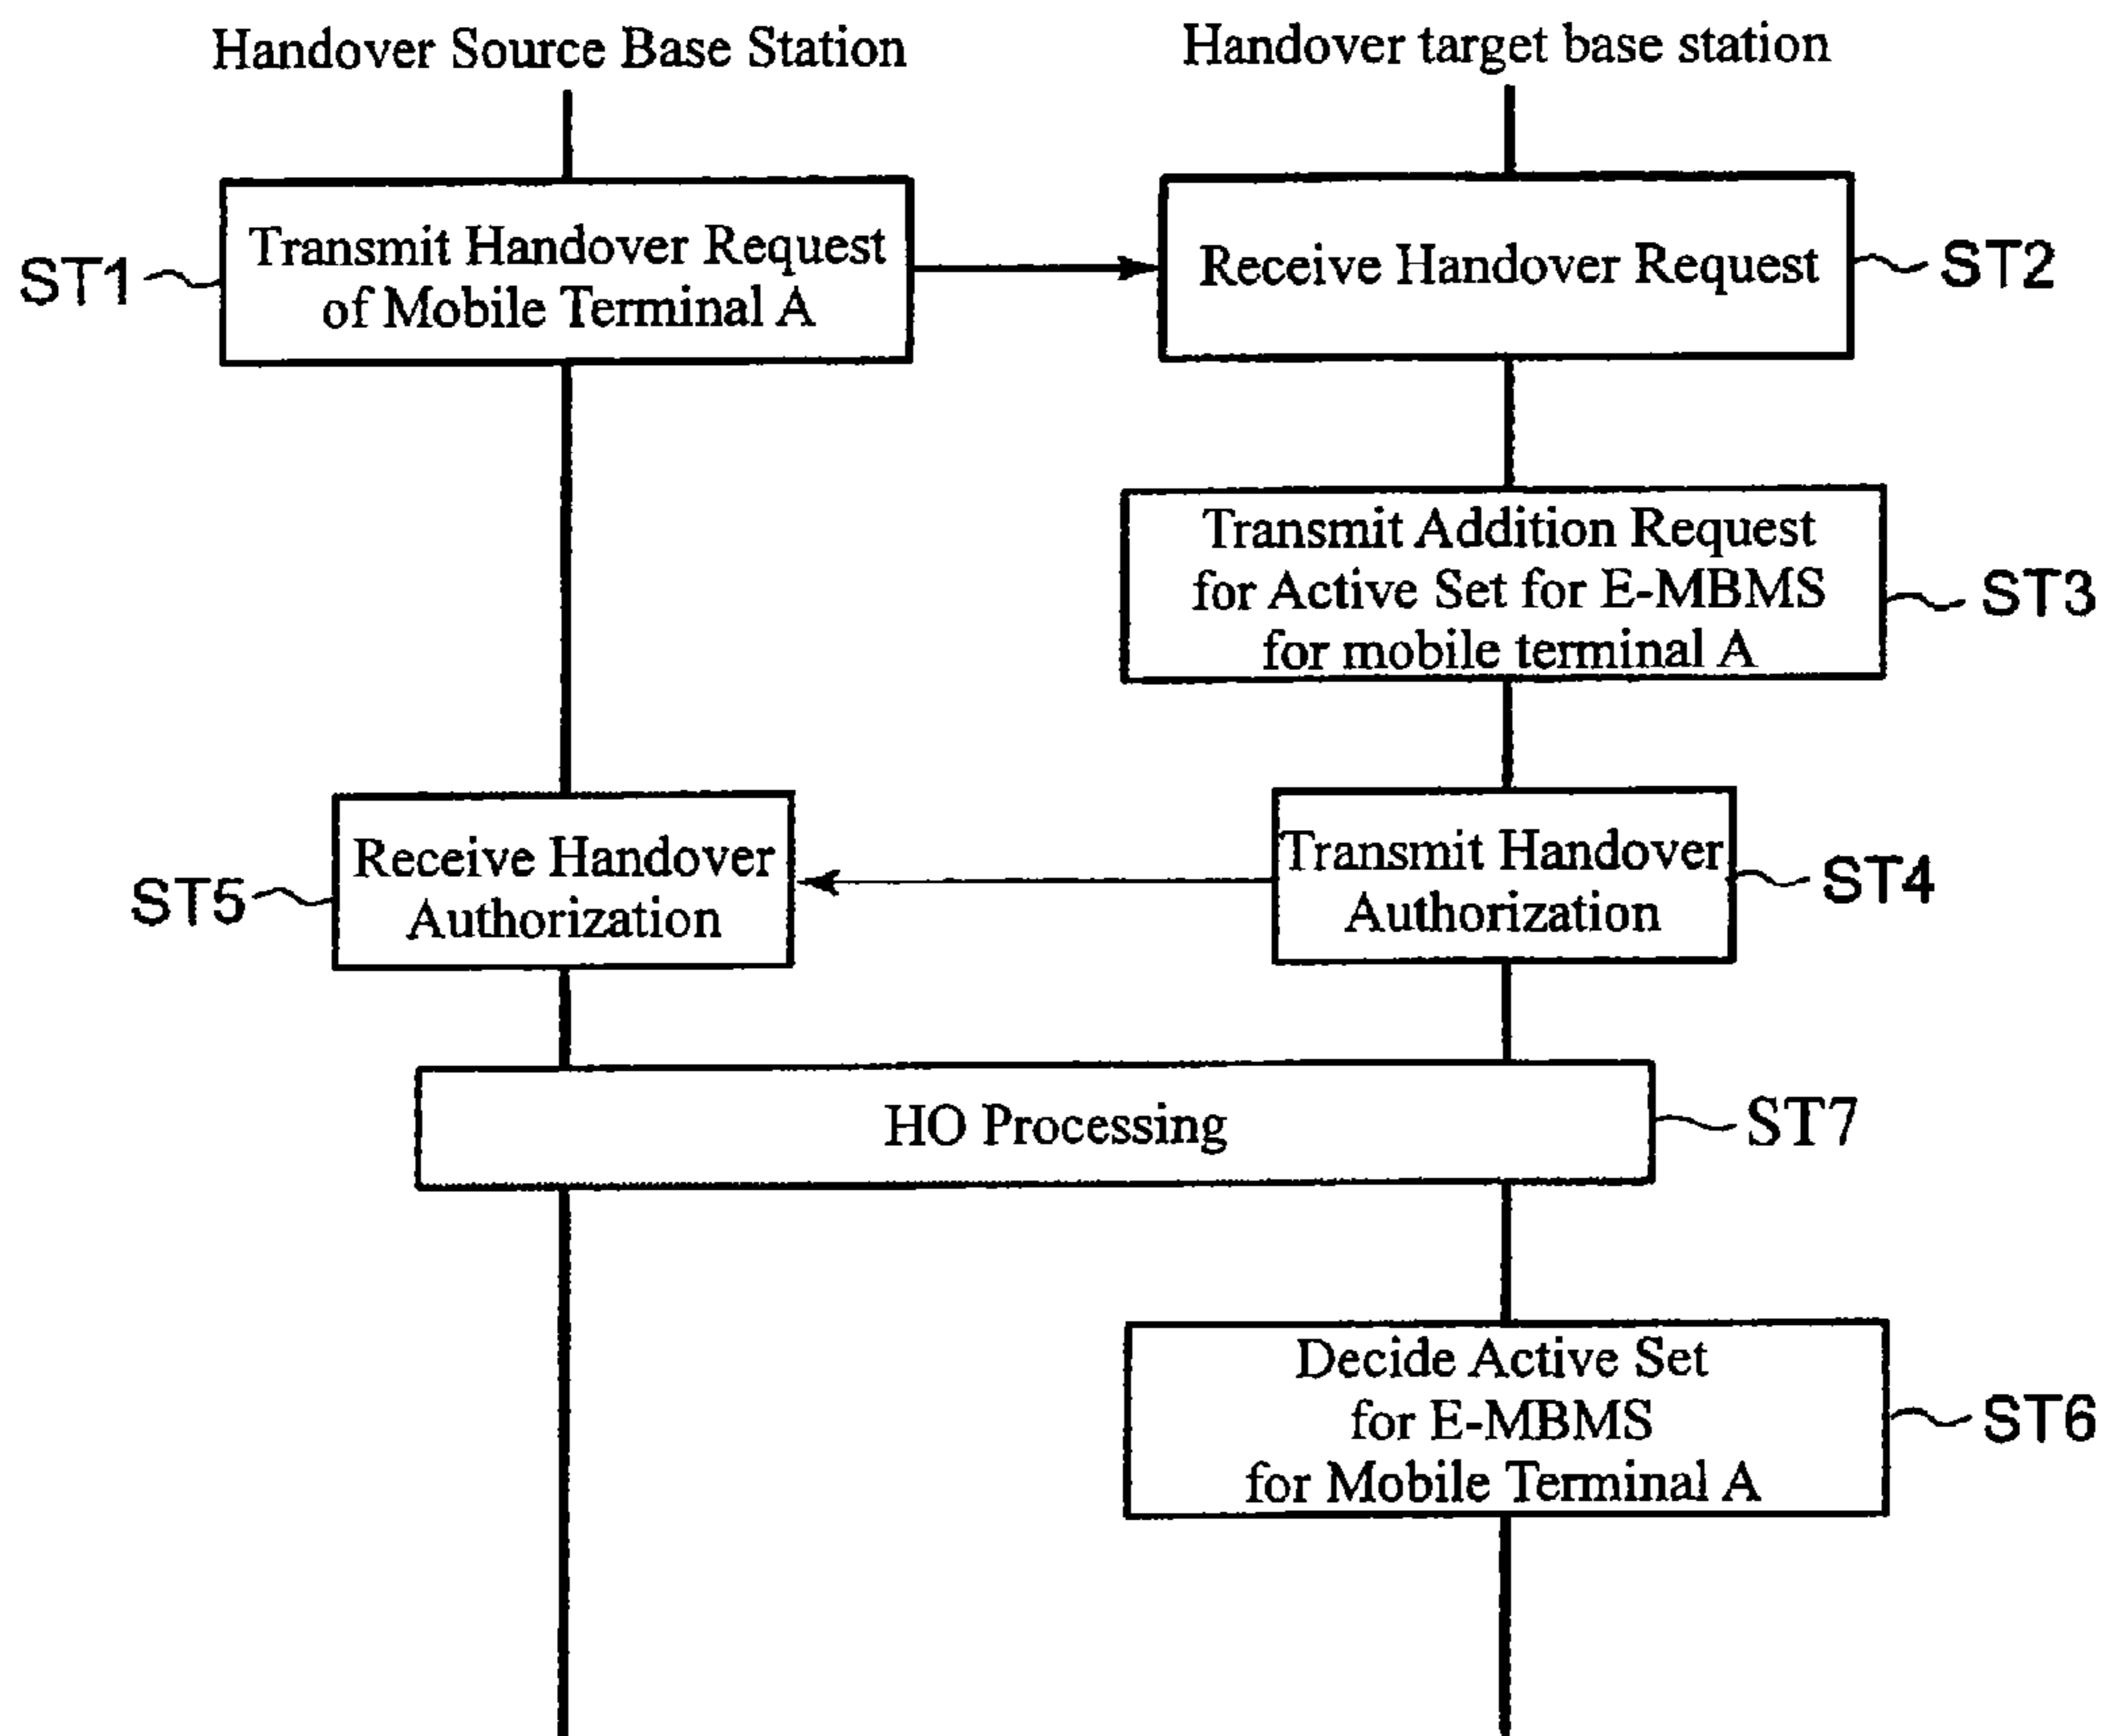 Handover Source Base Station
Handover target base station
Transmit Handover Request
of Mobile Terminal A
ST1
Receive Handover Request
ST2
Transmit Addition Request
for Active Set for E-MBMS
for mobile terminal A
ST3
Receive Handover
Authorization
ST5
Transmit Handover
Authorization
ST4
HO Processing
ST7
Decide Active Set
for E-MBMS
for Mobile Terminal A
ST6